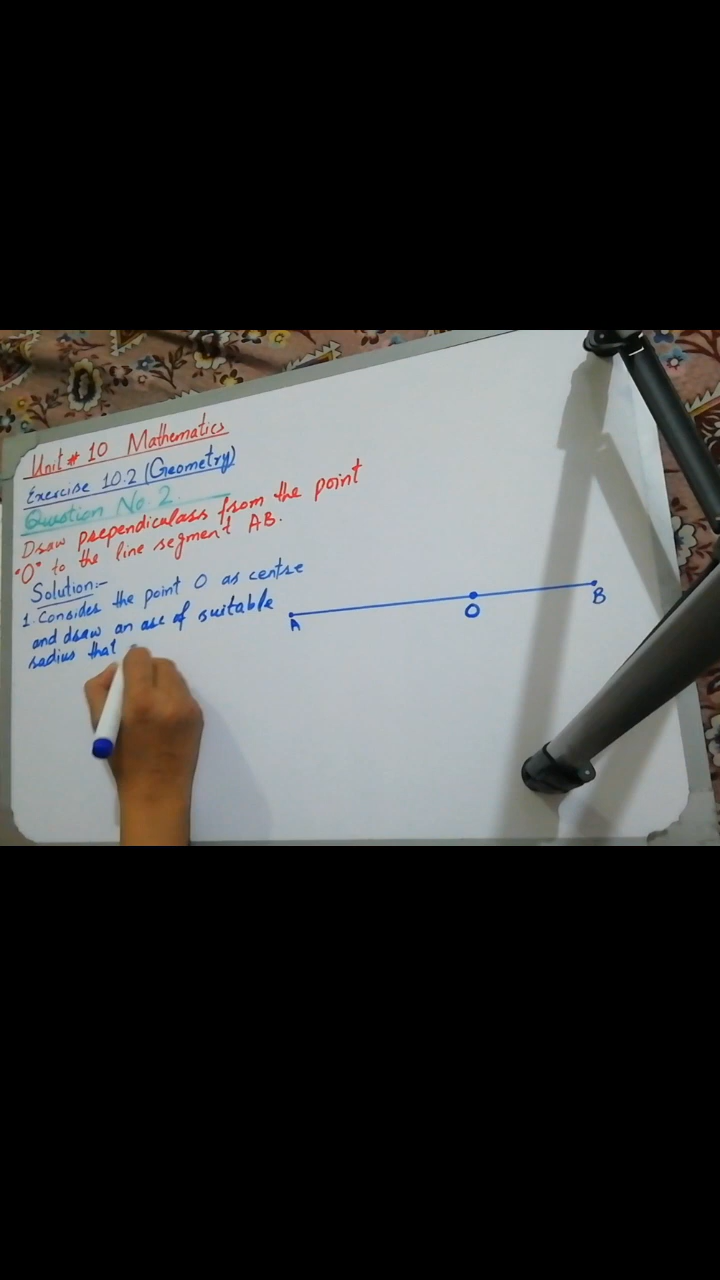 Unit # 10 Mathematics
Exercise 10.2 (Geometry)
Question No. 2
Draw perpendiculars from the point
"O" to the line segment AB.
Solution:-
1. Consider the point O as centre
and draw an arc of suitable
radius that
A
O
B